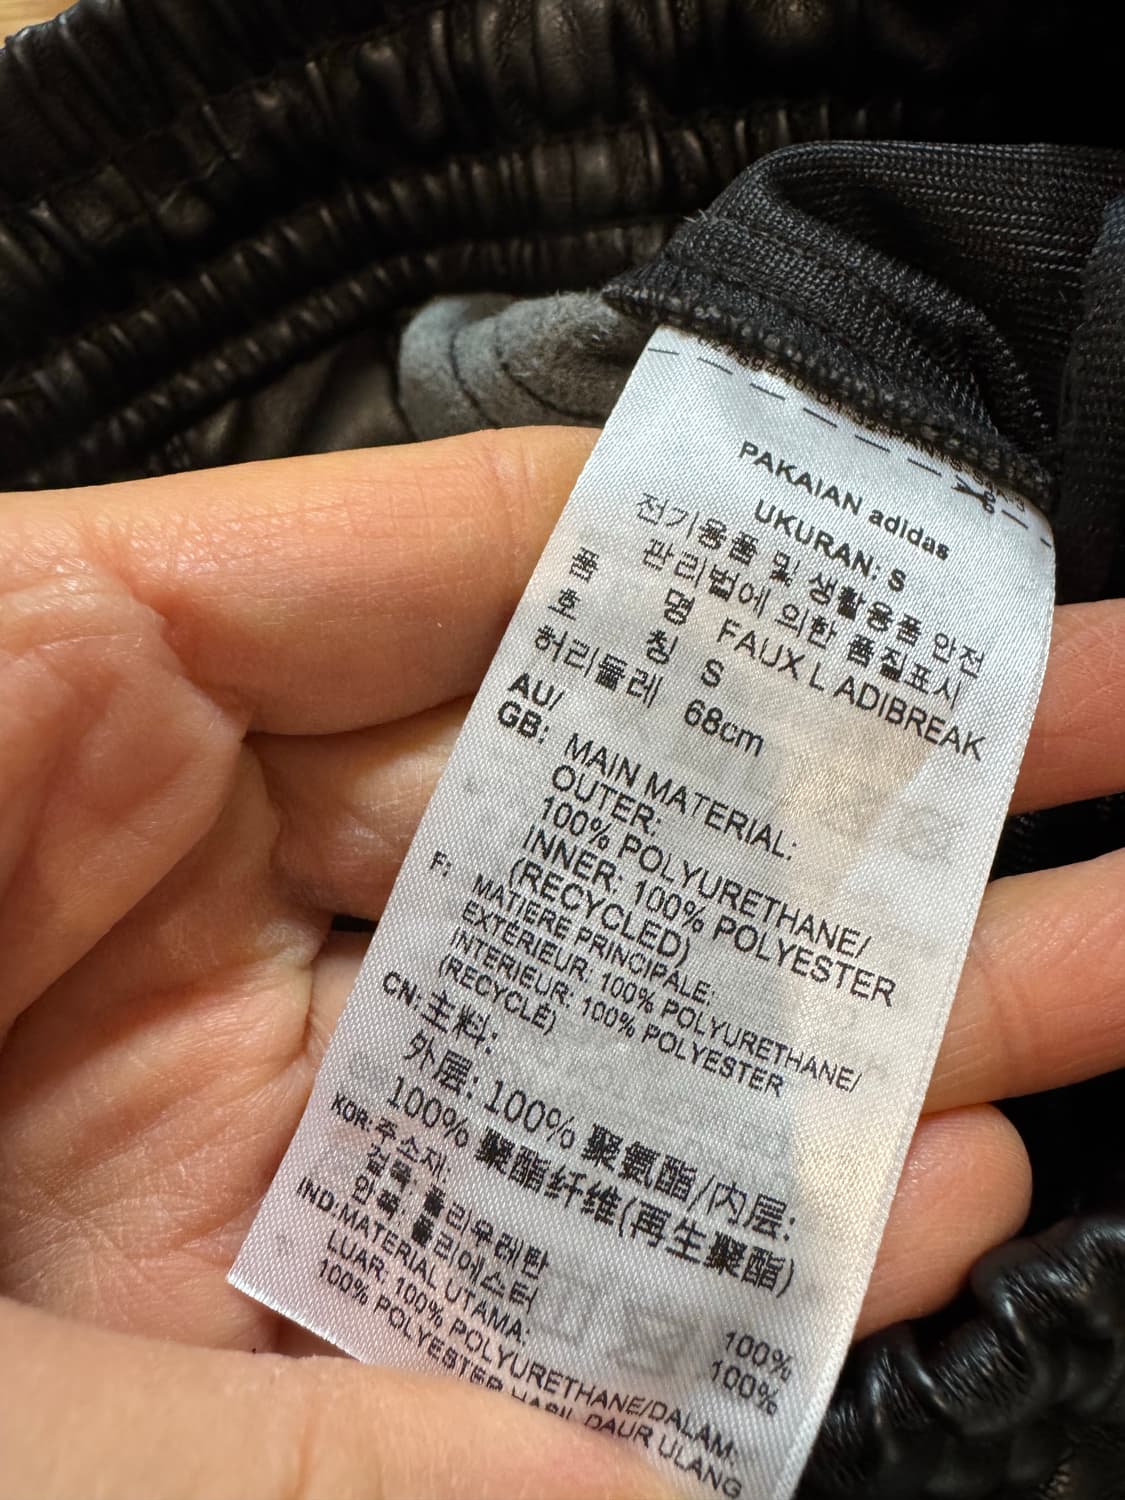 PAKAIAN adidas
UKURAN: S
전기용품 및 생활용품 안전
관리법에 의한 품질표시
품 명 FAUX L ADIBREAK
호 칭 S
허리둘레 68cm
AU/
GB: MAIN MATERIAL:
OUTER:
100% POLYURETHANE/
INNER: 100% POLYESTER
(RECYCLED)
F: MATIÈRE PRINCIPALE:
EXTÉRIEUR: 100% POLYURETHANE/
INTÉRIEUR: 100% POLYESTER
(RECYCLÉ)
CN: 主料:
外层: 100% 聚氨酯/内层:
100% 聚酯纤维(再生聚酯)
KOR: 주소재:
겉쪽: 폴리우레탄 100%
안쪽: 폴리에스터 100%
IND: MATERIAL UTAMA:
LUAR: 100% POLYURETHANE/DALAM:
100% POLYESTER HASIL DAUR ULANG